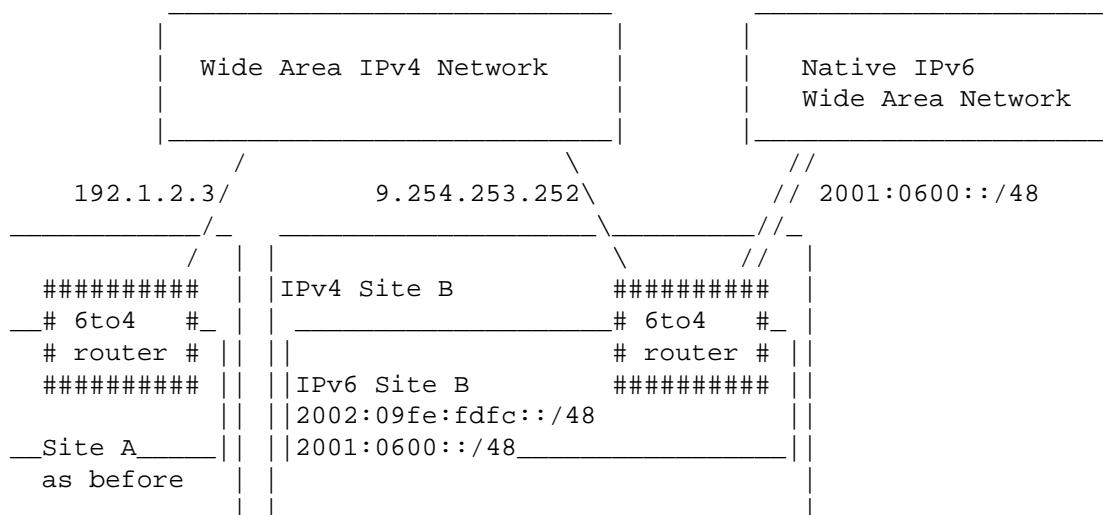 Wide Area IPv4 Network Native IPv6
Wide Area Network
192.1.2.3 9.254.253.252 2001:0600::/48
IPv4 Site B
6to4 6to4
router router
IPv6 Site B
2002:09fe:fdfc::/48
Site A 2001:0600::/48
as before